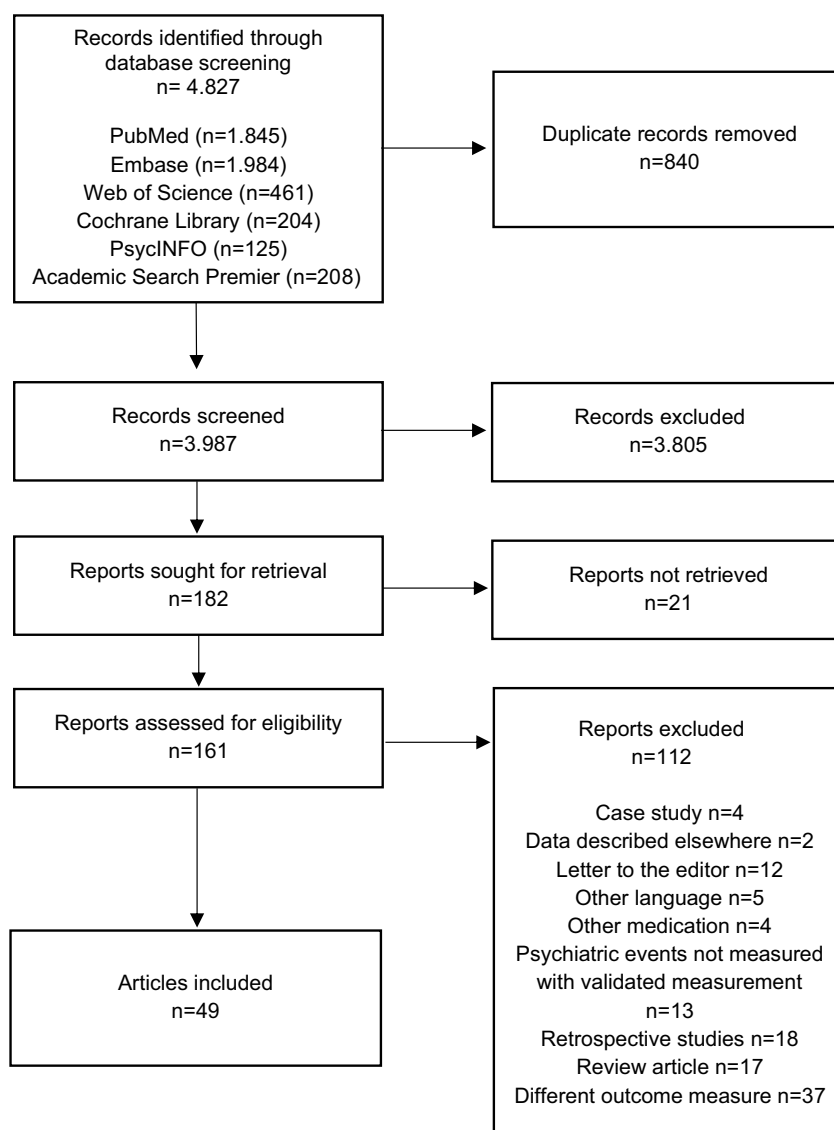 Records identified through
database screening
n= 4.827
PubMed (n=1.845)
Embase (n=1.984)
Web of Science (n=461)
Cochrane Library (n=204)
PsycINFO (n=125)
Academic Search Premier (n=208)
Duplicate records removed
n=840
Records screened
n=3.987
Records excluded
n=3.805
Reports sought for retrieval
n=182
Reports not retrieved
n=21
Reports assessed for eligibility
n=161
Reports excluded
n=112
Case study n=4
Data described elsewhere n=2
Letter to the editor n=12
Other language n=5
Other medication n=4
Psychiatric events not measured
with validated measurement
n=13
Retrospective studies n=18
Review article n=17
Different outcome measure n=37
Articles included
n=49